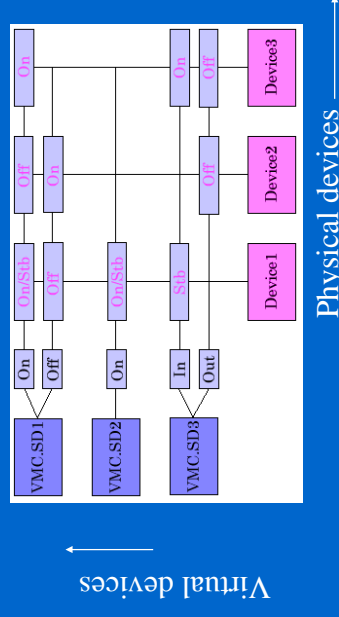 VMC.SD1
On
On/Stb
Off
On
Off
Off
On
VMC.SD2
On
On/Stb
VMC.SD3
In
Stb
On
Out
Off
Off
Device1
Device2
Device3
Physical devices
Virtual devices